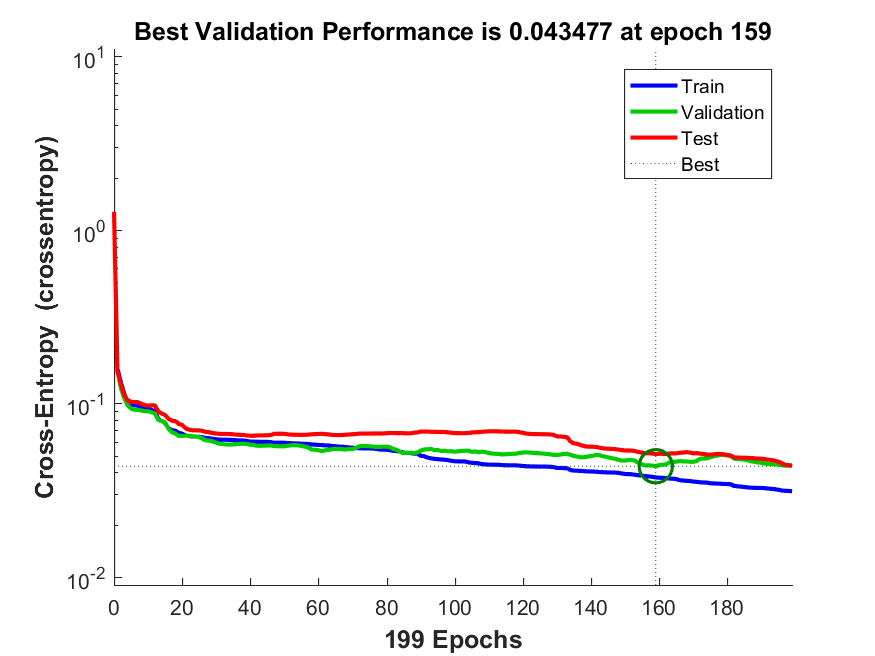 Best Validation Performance is 0.043477 at epoch 159
Cross-Entropy (crossentropy)
10^1
10^0
10^-1
10^-2
Train
Validation
Test
Best
0 20 40 60 80 100 120 140 160 180
199 Epochs